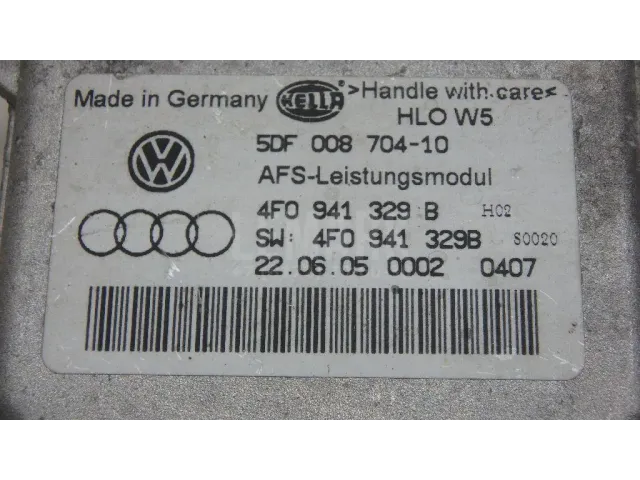 Made in Germany HELLA >Handle with care<
HLO W5
5DF 008 704-10
AFS-Leistungsmodul
4F0 941 329 B H02
SW: 4F0 941 329B S0020
22.06.05 0002 0407